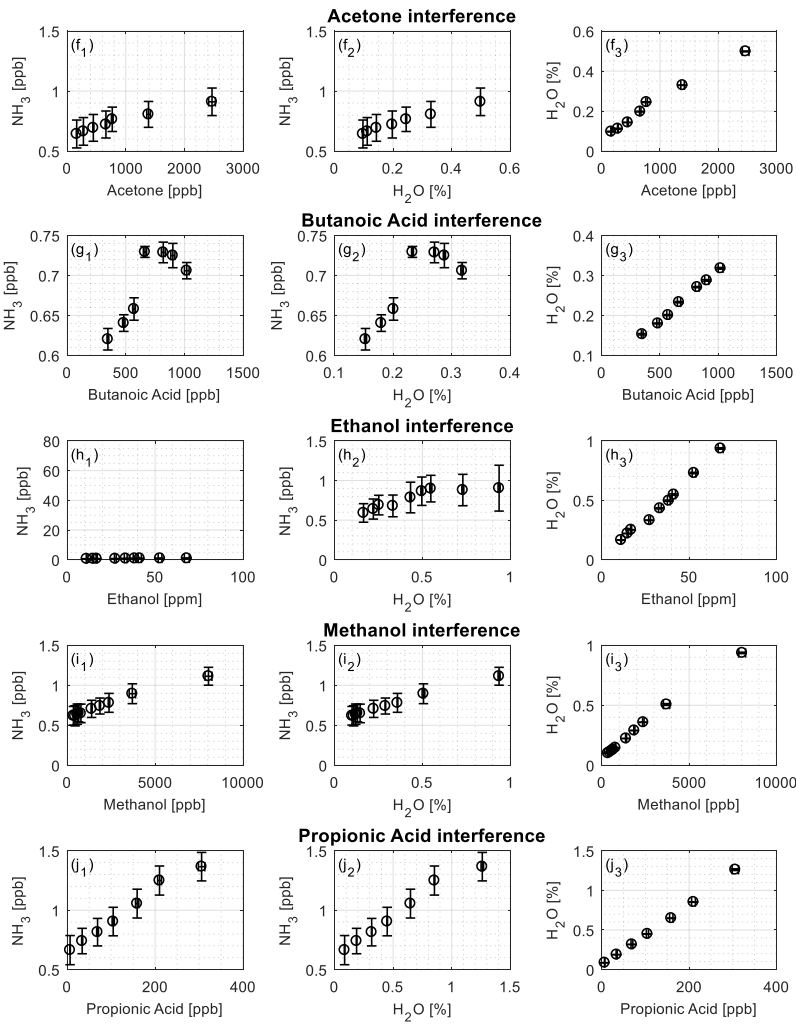 Acetone interference
(f1)
NH3 [ppb]
1.5
1
0.5
0 1000 2000 3000
Acetone [ppb]
(f2)
NH3 [ppb]
1.5
1
0.5
0 0.2 0.4 0.6
H2O [%]
(f3)
H2O [%]
0.6
0.4
0.2
0
0 1000 2000 3000
Acetone [ppb]
Butanoic Acid interference
(g1)
NH3 [ppb]
0.75
0.7
0.65
0.6
0 500 1000 1500
Butanoic Acid [ppb]
(g2)
NH3 [ppb]
0.75
0.7
0.65
0.6
0.1 0.2 0.3 0.4
H2O [%]
(g3)
H2O [%]
0.4
0.3
0.2
0.1
0 500 1000 1500
Butanoic Acid [ppb]
Ethanol interference
(h1)
NH3 [ppb]
80
60
40
20
0
0 50 100
Ethanol [ppm]
(h2)
NH3 [ppb]
1.5
1
0.5
0
0 0.5 1
H2O [%]
(h3)
H2O [%]
1
0.5
0
0 50 100
Ethanol [ppm]
Methanol interference
(i1)
NH3 [ppb]
1.5
1
0.5
0
0 5000 10000
Methanol [ppb]
(i2)
NH3 [ppb]
1.5
1
0.5
0
0 0.5 1
H2O [%]
(i3)
H2O [%]
1
0.5
0
0 5000 10000
Methanol [ppb]
Propionic Acid interference
(j1)
NH3 [ppb]
1.5
1
0.5
0 200 400
Propionic Acid [ppb]
(j2)
NH3 [ppb]
1.5
1
0.5
0 0.5 1 1.5
H2O [%]
(j3)
H2O [%]
1.5
1
0.5
0
0 200 400
Propionic Acid [ppb]